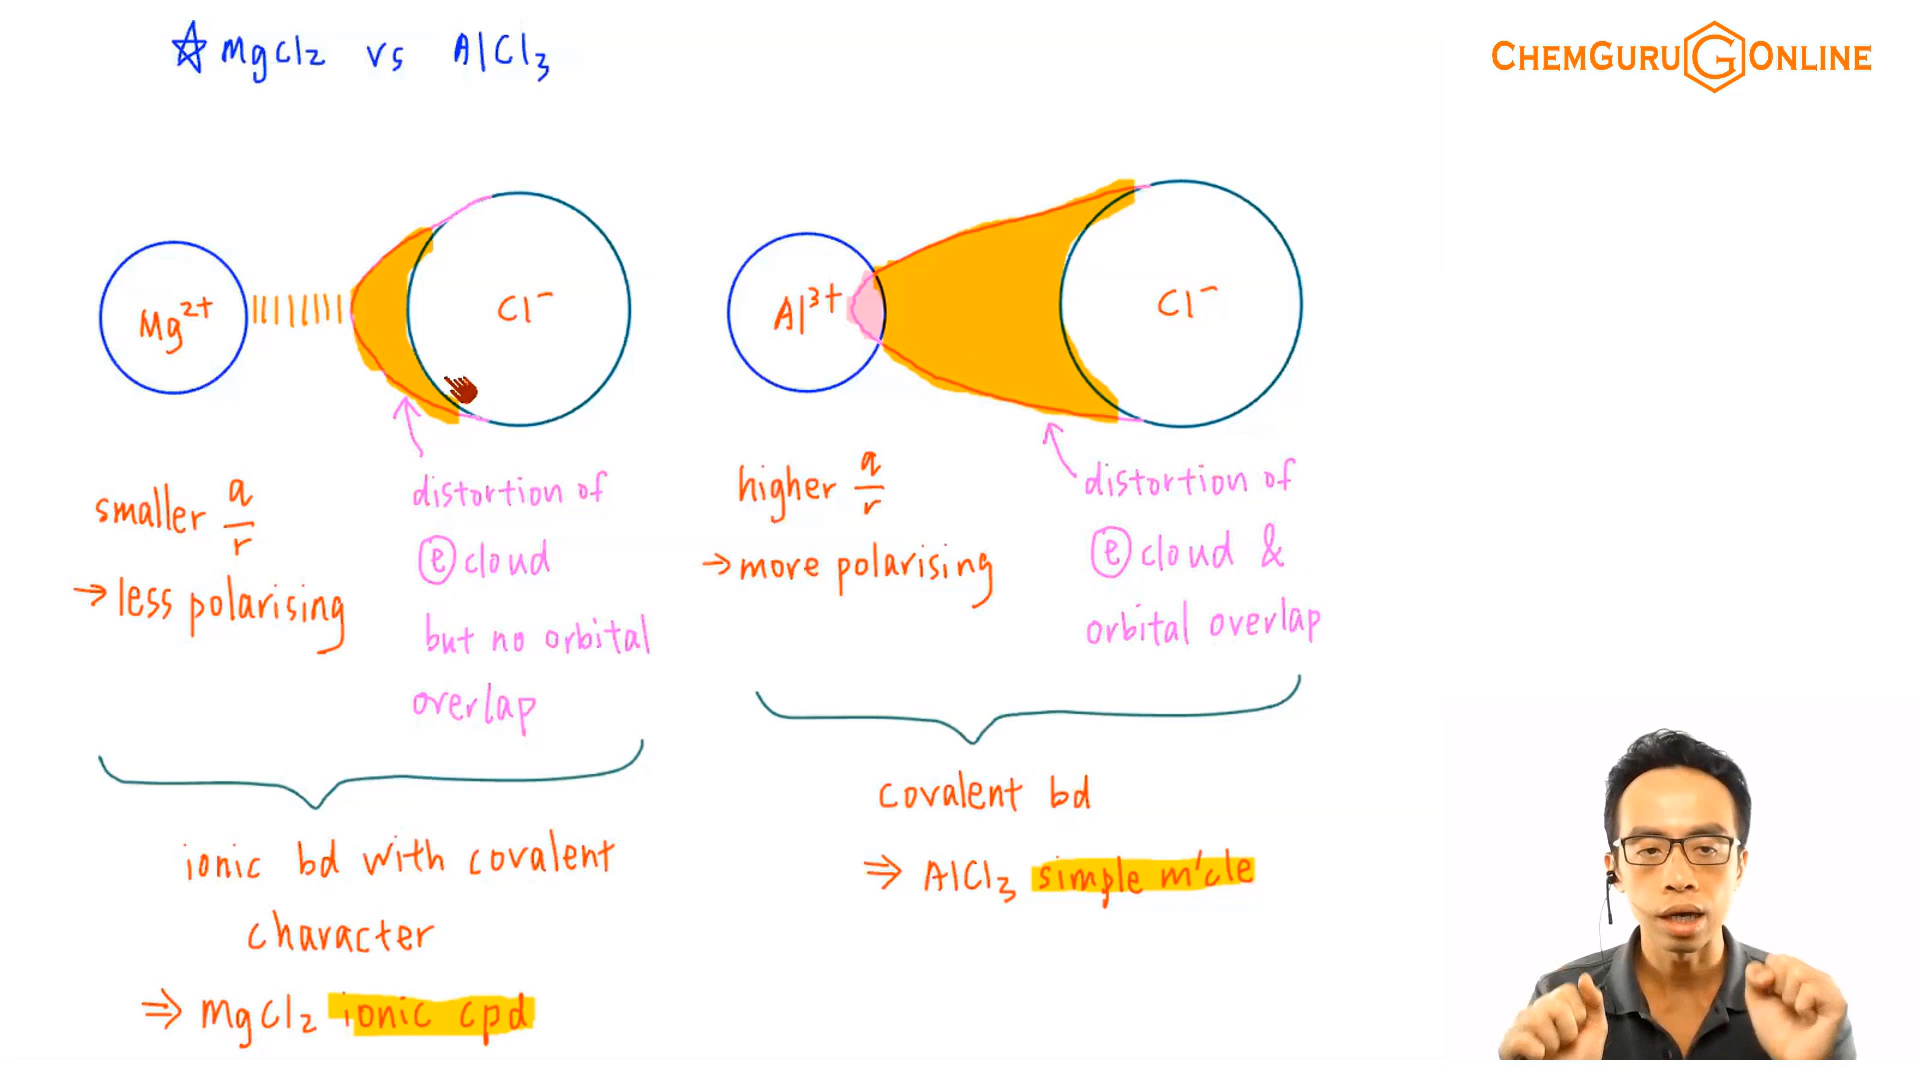 ☆ MgCl2 vs AlCl3
CHEMGURU G ONLINE
Mg2+
Cl-
smaller q/r
→ less polarising
distortion of
e cloud
but no orbital
overlap
ionic bd with covalent
character
⇒ MgCl2 ionic cpd
Al3+
Cl-
higher q/r
→ more polarising
distortion of
e cloud &
orbital overlap
covalent bd
⇒ AlCl3 simple m'cle